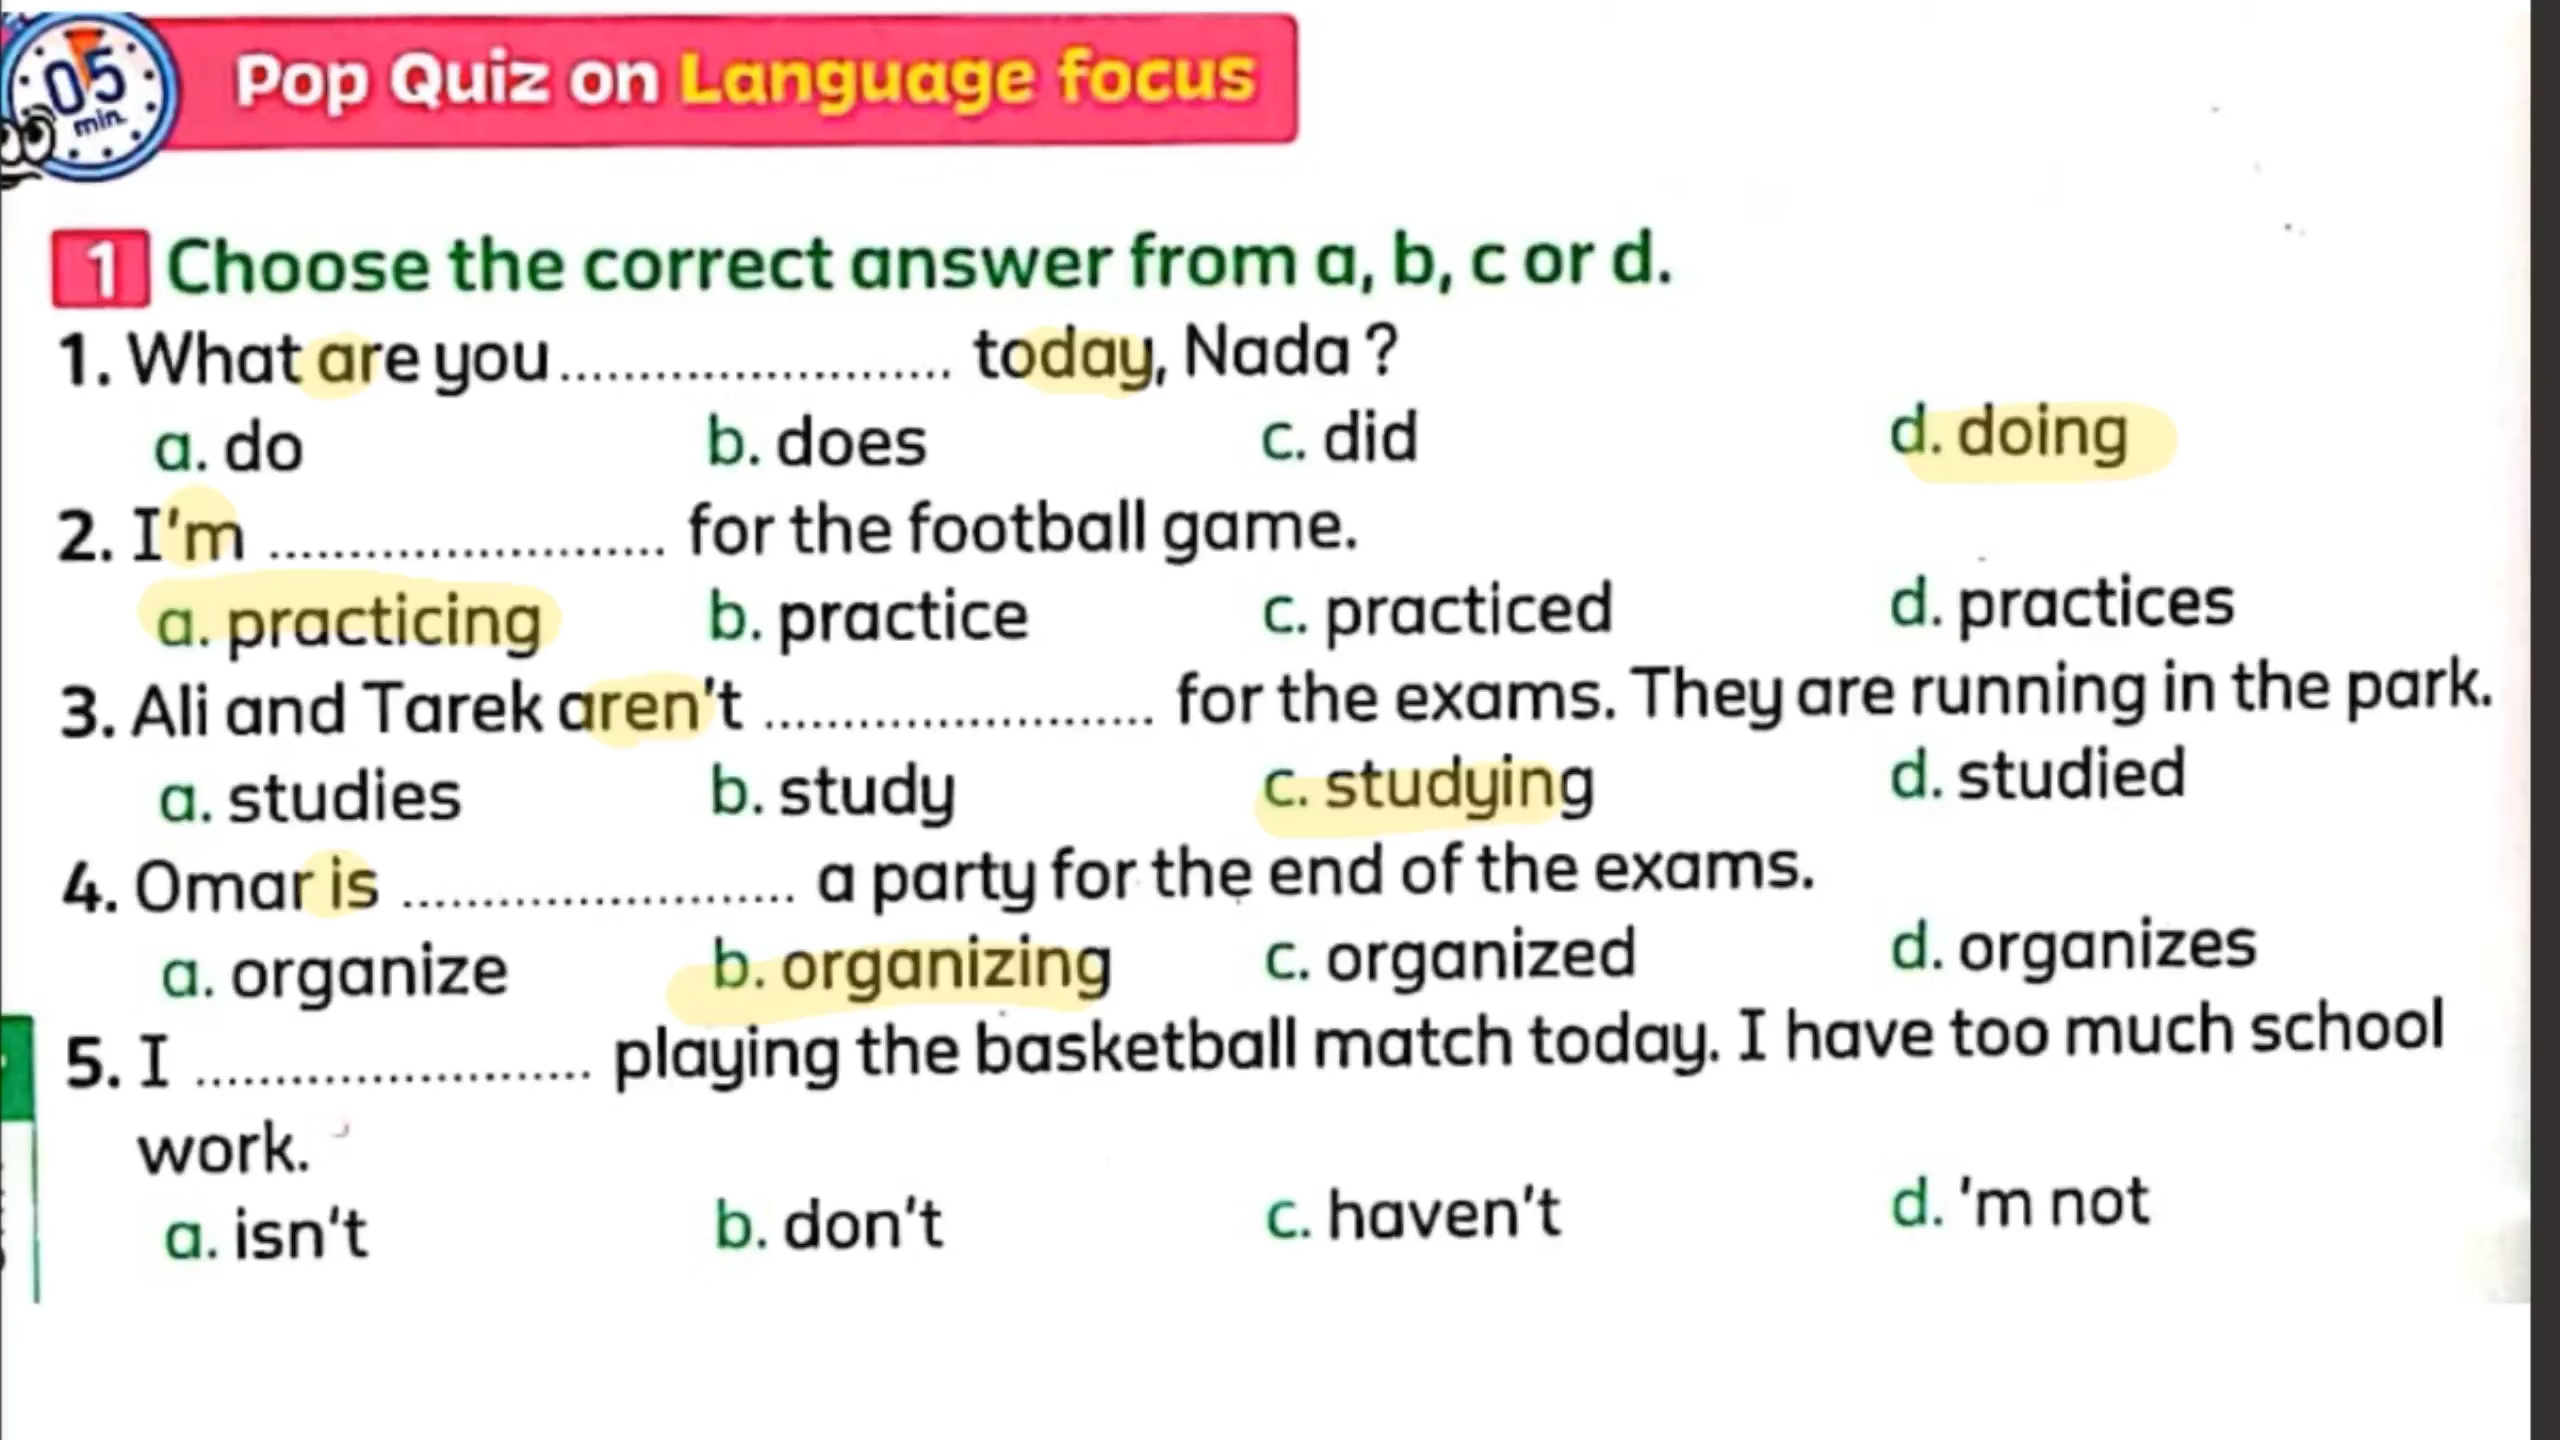 05
min.
Pop Quiz on Language focus
1 Choose the correct answer from a, b, c or d.
1. What are you ......................... today, Nada ?
a. do b. does c. did d. doing
2. I'm ......................... for the football game.
a. practicing b. practice c. practiced d. practices
3. Ali and Tarek aren't ......................... for the exams. They are running in the park.
a. studies b. study c. studying d. studied
4. Omar is ......................... a party for the end of the exams.
a. organize b. organizing c. organized d. organizes
5. I ......................... playing the basketball match today. I have too much school
work.
a. isn't b. don't c. haven't d. 'm not